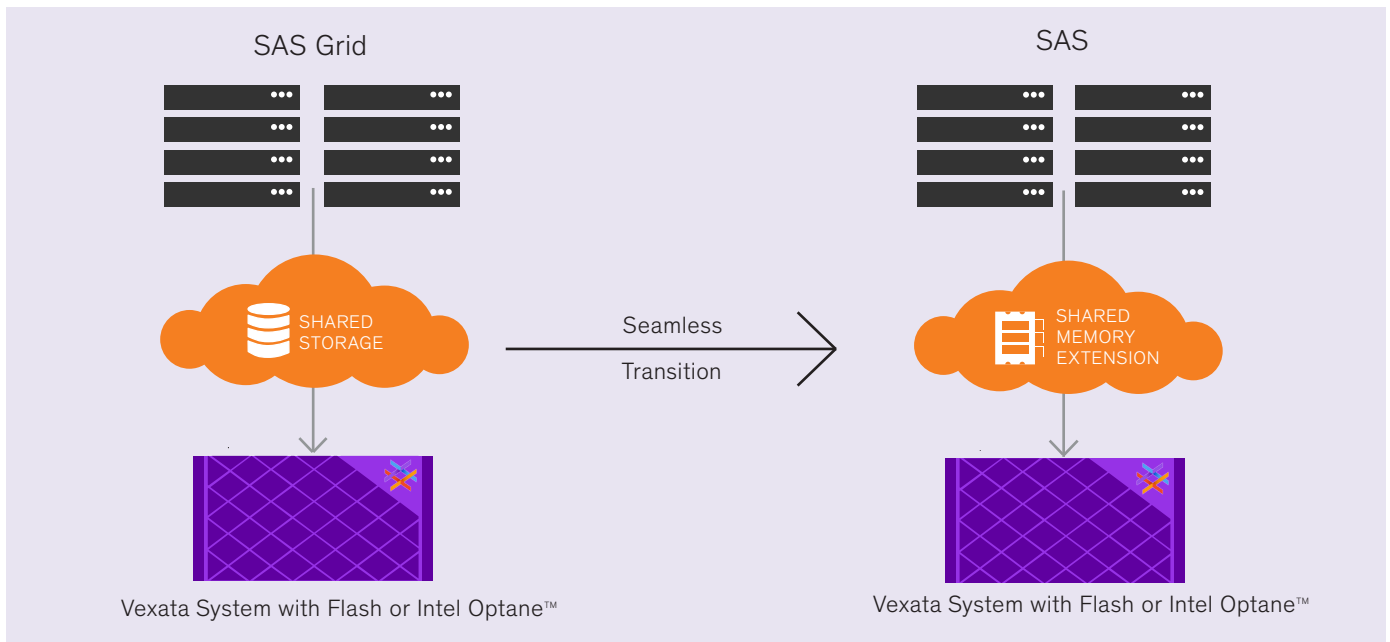 SAS Grid
SHARED
STORAGE
Vexata System with Flash or Intel Optane™
Seamless
Transition
SAS
SHARED
MEMORY
EXTENSION
Vexata System with Flash or Intel Optane™